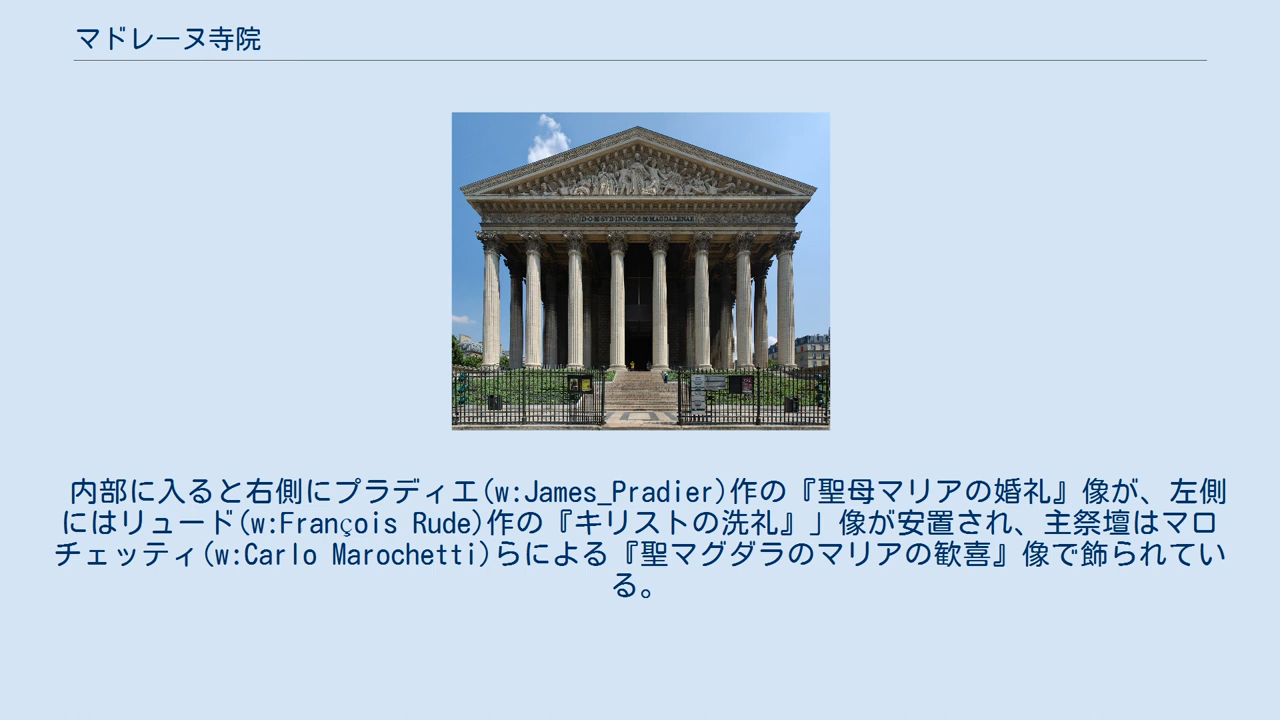 マドレーヌ寺院
D·O·M·SVB·INVOC·S·M·MAGDALENAE
内部に入ると右側にプラディエ(w:James_Pradier)作の『聖母マリアの婚礼』像が、左側
にはリュード(w:François Rude)作の『キリストの洗礼』」像が安置され、主祭壇はマロ
チェッティ(w:Carlo Marochetti)らによる『聖マグダラのマリアの歓喜』像で飾られてい
る。